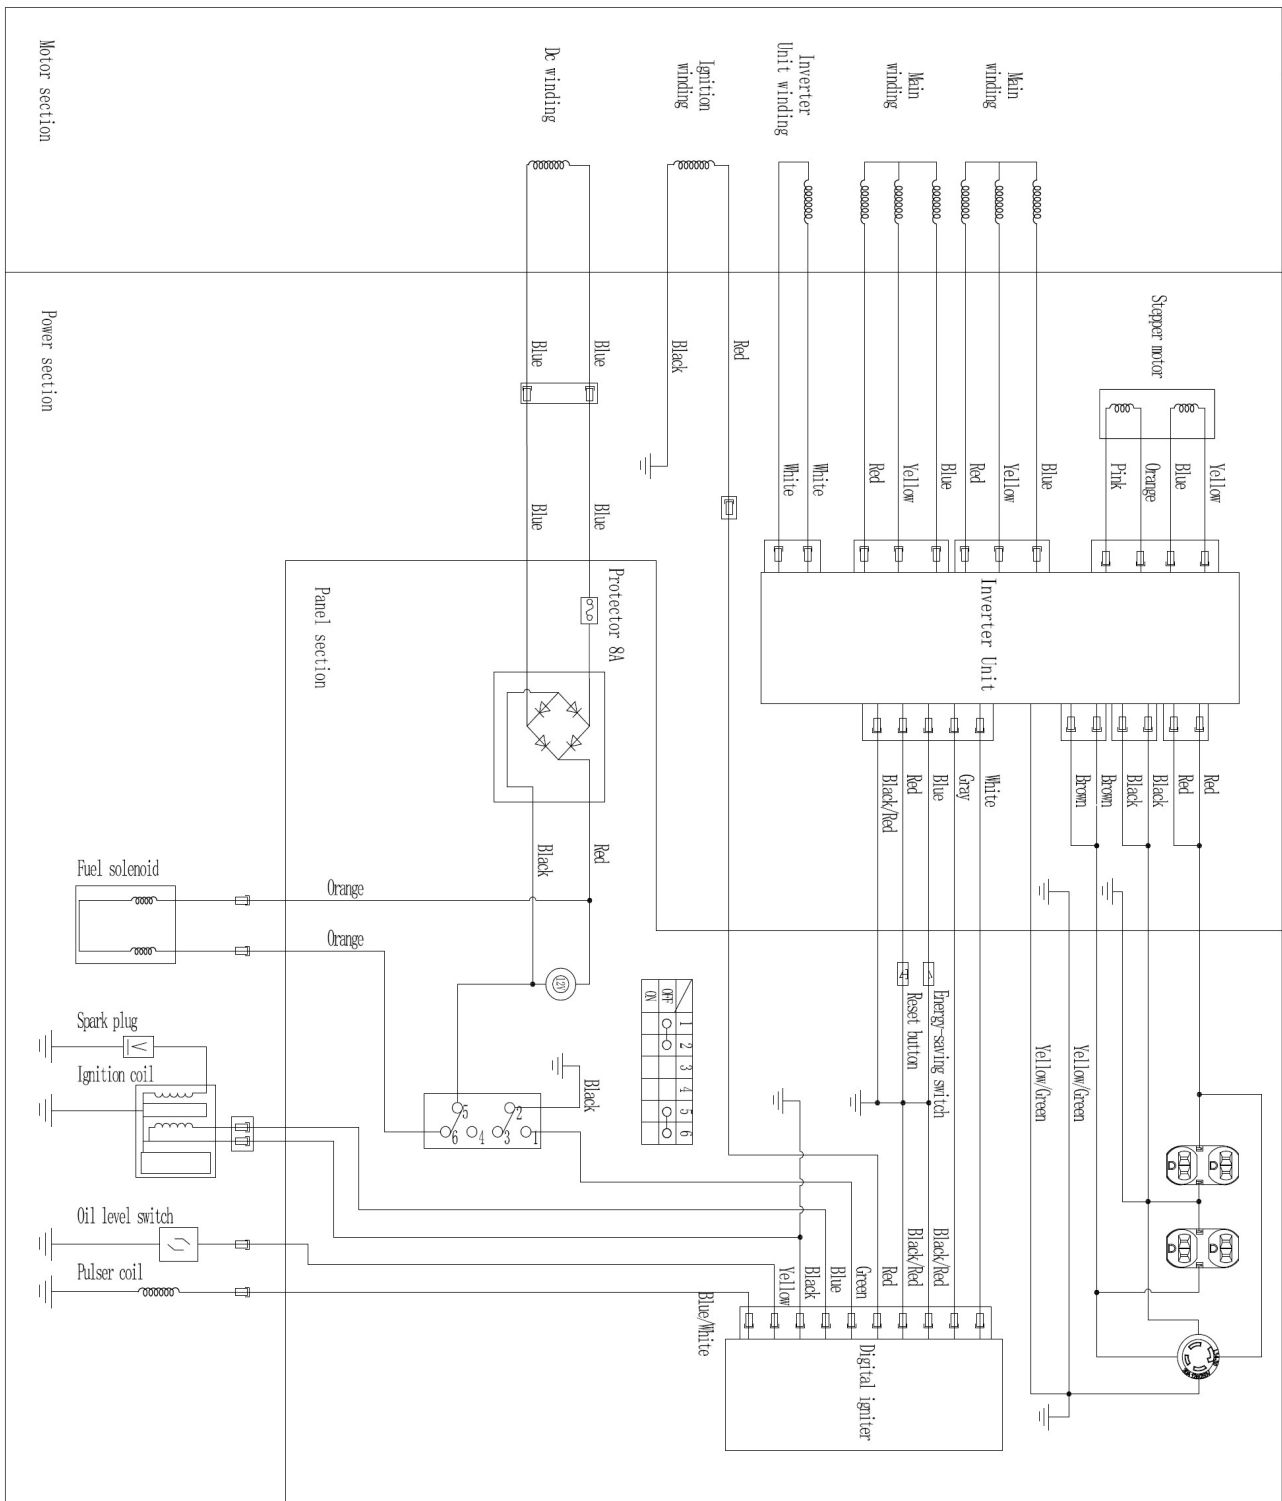 Motor section
Dc winding
Ignition
winding
Inverter
Unit winding
Main
winding
Main
winding
Power section
Blue
Blue
Black
Red
Stepper motor
White
White
Red
Yellow
Blue
Red
Yellow
Blue
Pink
Orange
Blue
Yellow
Blue
Blue
Panel section
Protector 8A
Inverter Unit
Black/Red
Red
Blue
Gray
White
Brown
Brown
Black
Black
Red
Red
Black
Red
Fuel solenoid
Orange
Orange
12V
OFF
ON
1
2
3
4
5
6
Reset button
Energy-saving switch
Yellow/Green
Yellow/Green
Spark plug
Ignition coil
Black
5
2
6
4
3
1
Oil level switch
Pulser coil
Blue/White
Yellow
Black
Blue
Green
Red
Black/Red
Black/Red
Digital igniter